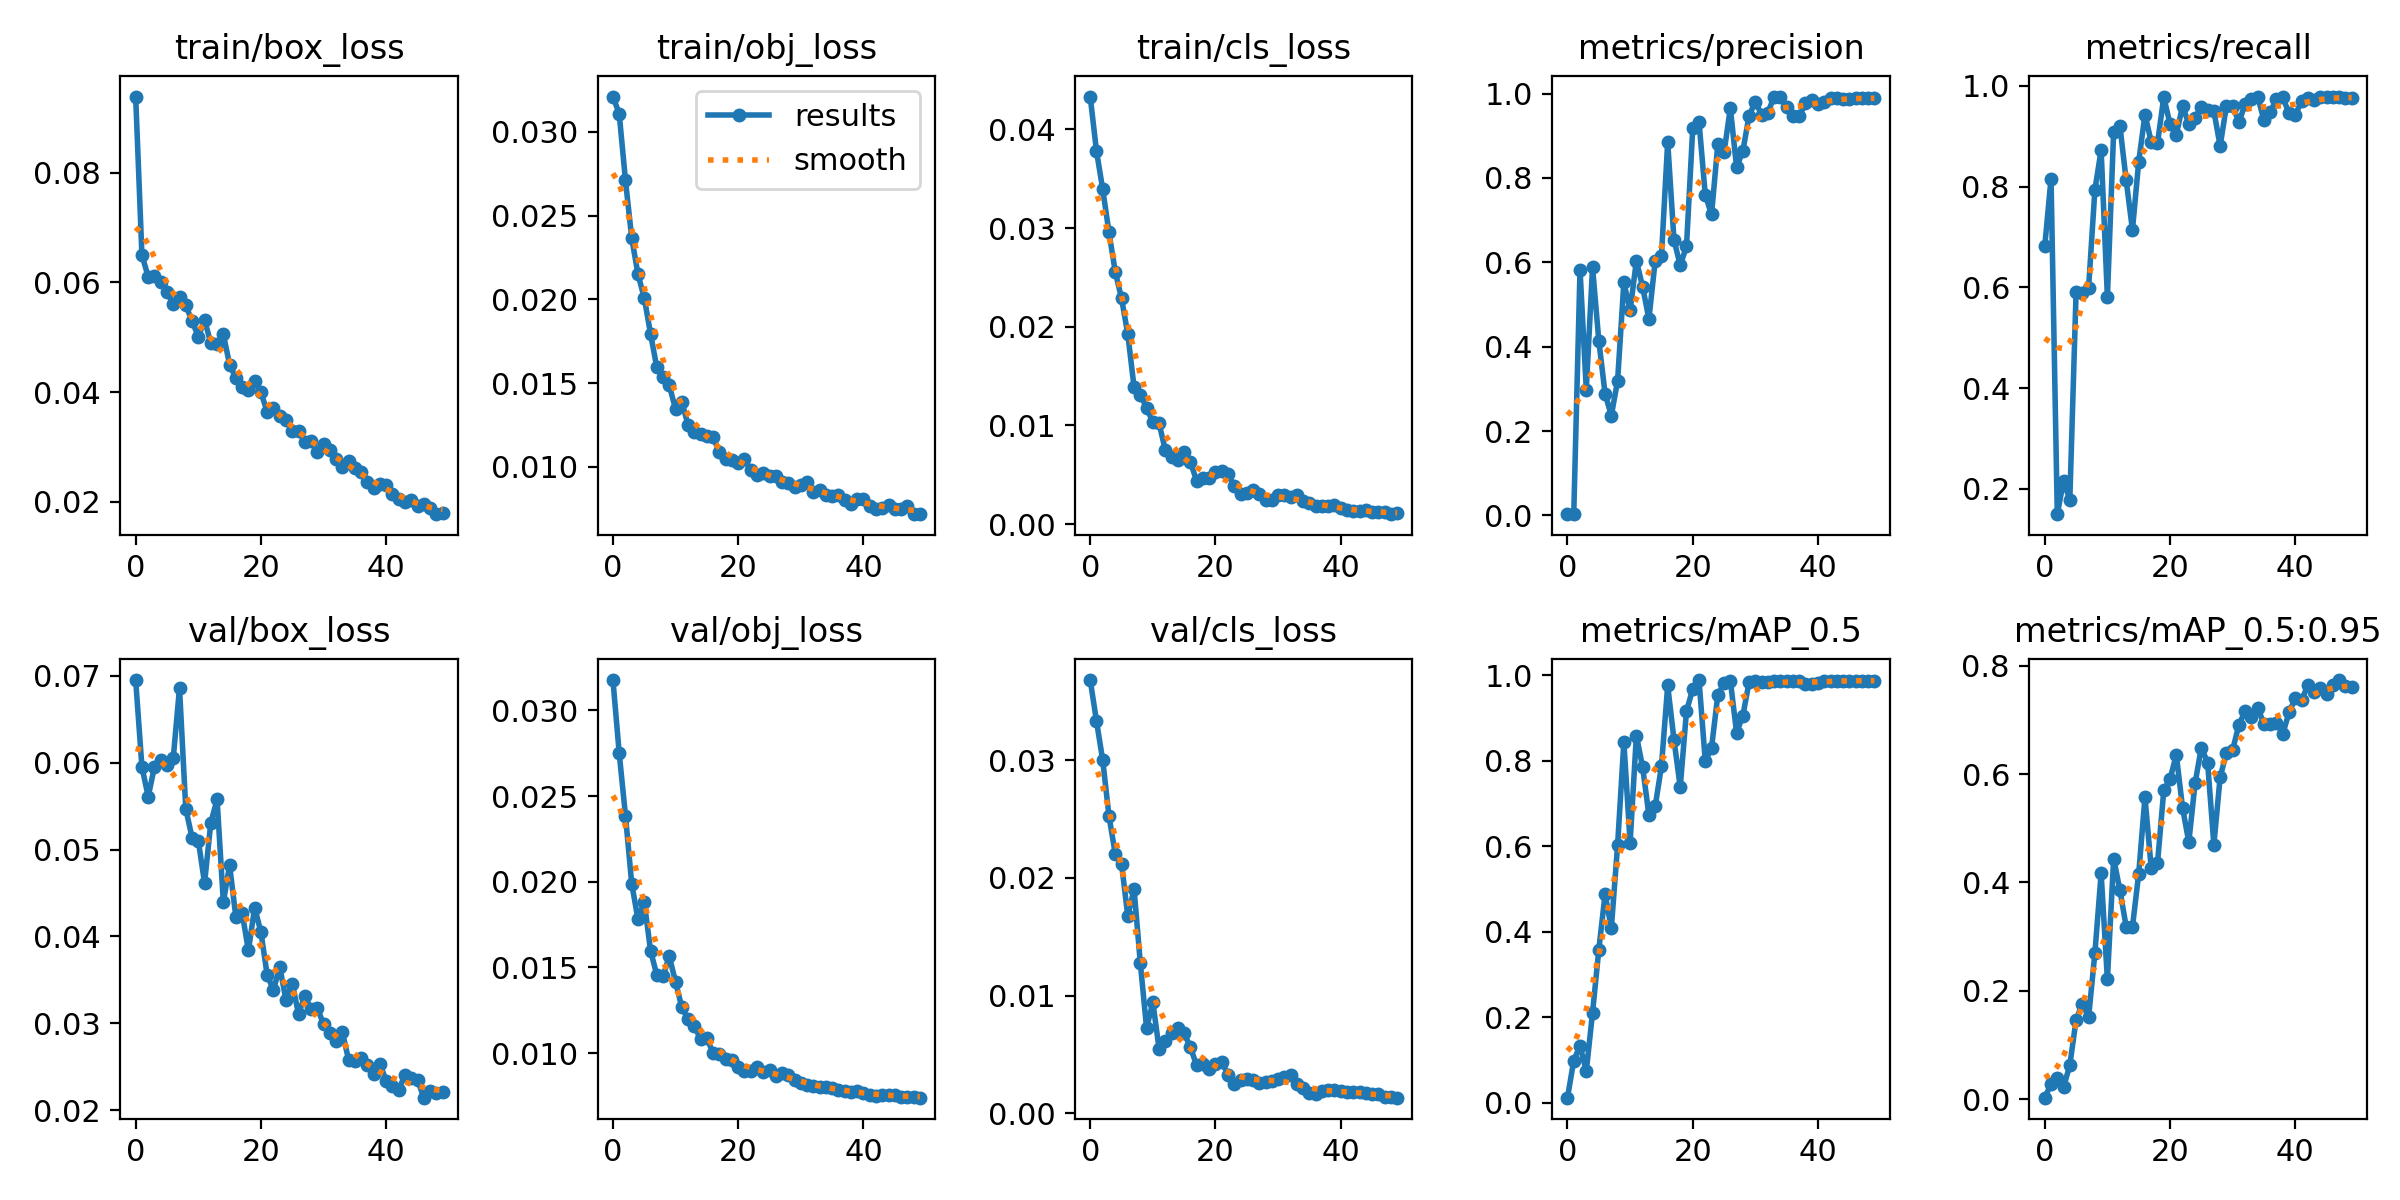 train/box_loss
0.08
0.06
0.04
0.02
0 20 40
train/obj_loss
results
smooth
0.030
0.025
0.020
0.015
0.010
0 20 40
train/cls_loss
0.04
0.03
0.02
0.01
0.00
0 20 40
metrics/precision
1.0
0.8
0.6
0.4
0.2
0.0
0 20 40
metrics/recall
1.0
0.8
0.6
0.4
0.2
0 20 40
val/box_loss
0.07
0.06
0.05
0.04
0.03
0.02
0 20 40
val/obj_loss
0.030
0.025
0.020
0.015
0.010
0 20 40
val/cls_loss
0.03
0.02
0.01
0.00
0 20 40
metrics/mAP_0.5
1.0
0.8
0.6
0.4
0.2
0.0
0 20 40
metrics/mAP_0.5:0.95
0.8
0.6
0.4
0.2
0.0
0 20 40